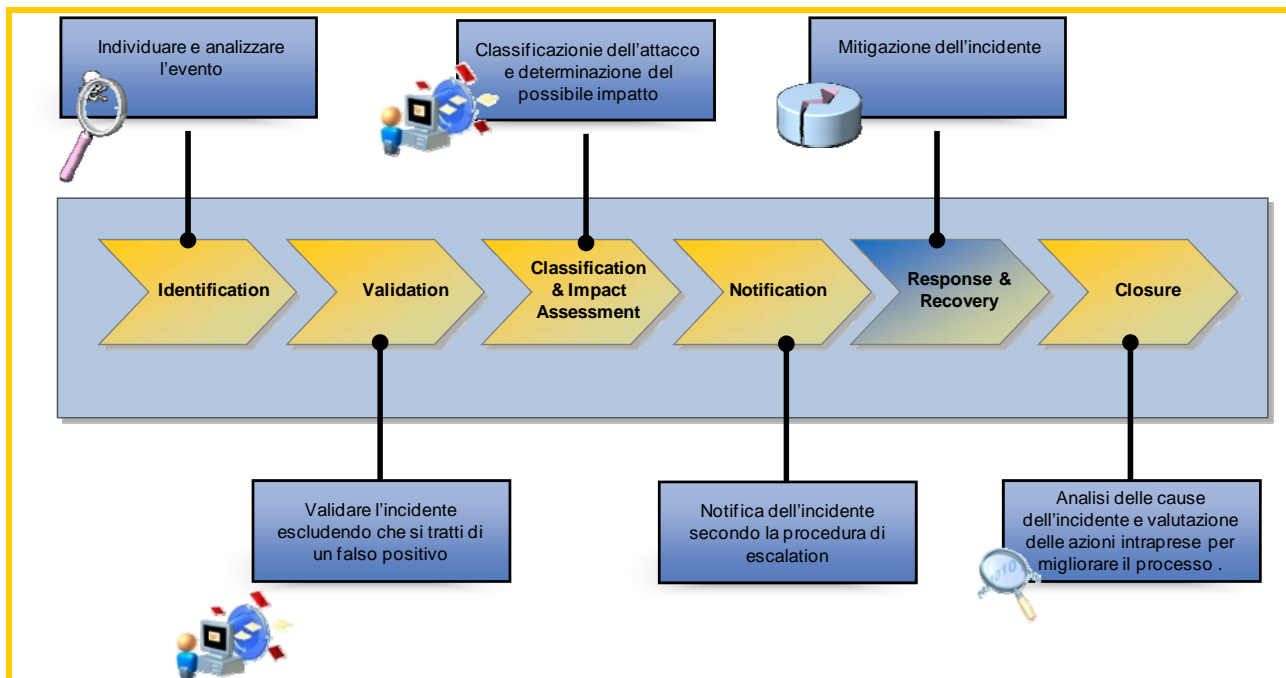 Individuare e analizzare
l'evento
Classificazionie dell'attacco
e determinazione del
possibile impatto
Mitigazione dell'incidente
Identification
Validation
Classification
& Impact
Assessment
Notification
Response &
Recovery
Closure
Validare l'incidente
escludendo che si tratti di
un falso positivo
Notifica dell'incidente
secondo la procedura di
escalation
Analisi delle cause
dell'incidente e valutazione
delle azioni intraprese per
migliorare il processo .
010